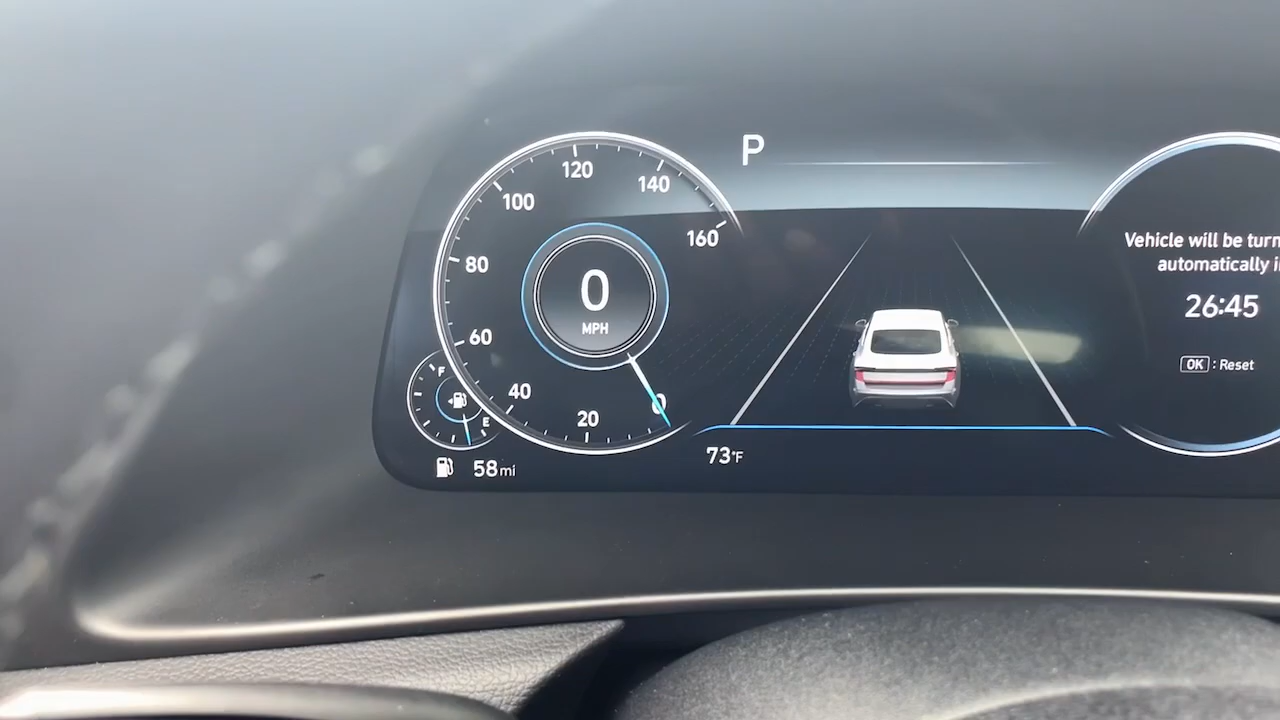 P
120
140
100
160
80
0
MPH
60
40
20
0
F
E
58mi
73°F
Vehicle will be turn
automatically i
26:45
OK : Reset